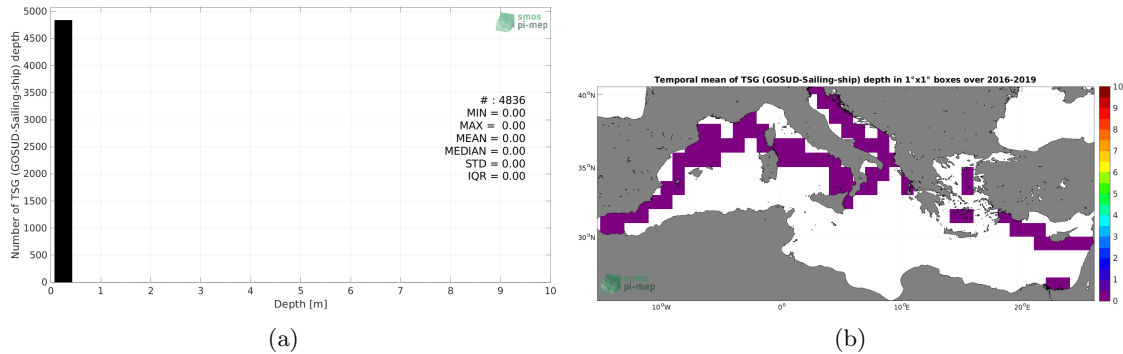 5000
4500
4000
3500
3000
2500
2000
1500
1000
500
0
Number of TSG (GOSUD-Sailing-ship) depth
0 1 2 3 4 5 6 7 8 9 10
Depth [m]
smos
pi-mep
# : 4836
MIN = 0.00
MAX = 0.00
MEAN = 0.00
MEDIAN = 0.00
STD = 0.00
IQR = 0.00
(a)
Temporal mean of TSG (GOSUD-Sailing-ship) depth in 1°x1° boxes over 2016-2019
40°N
35°N
30°N
10°W 0° 10°E 20°E
smos
pi-mep
10
9
8
7
6
5
4
3
2
1
0
(b)